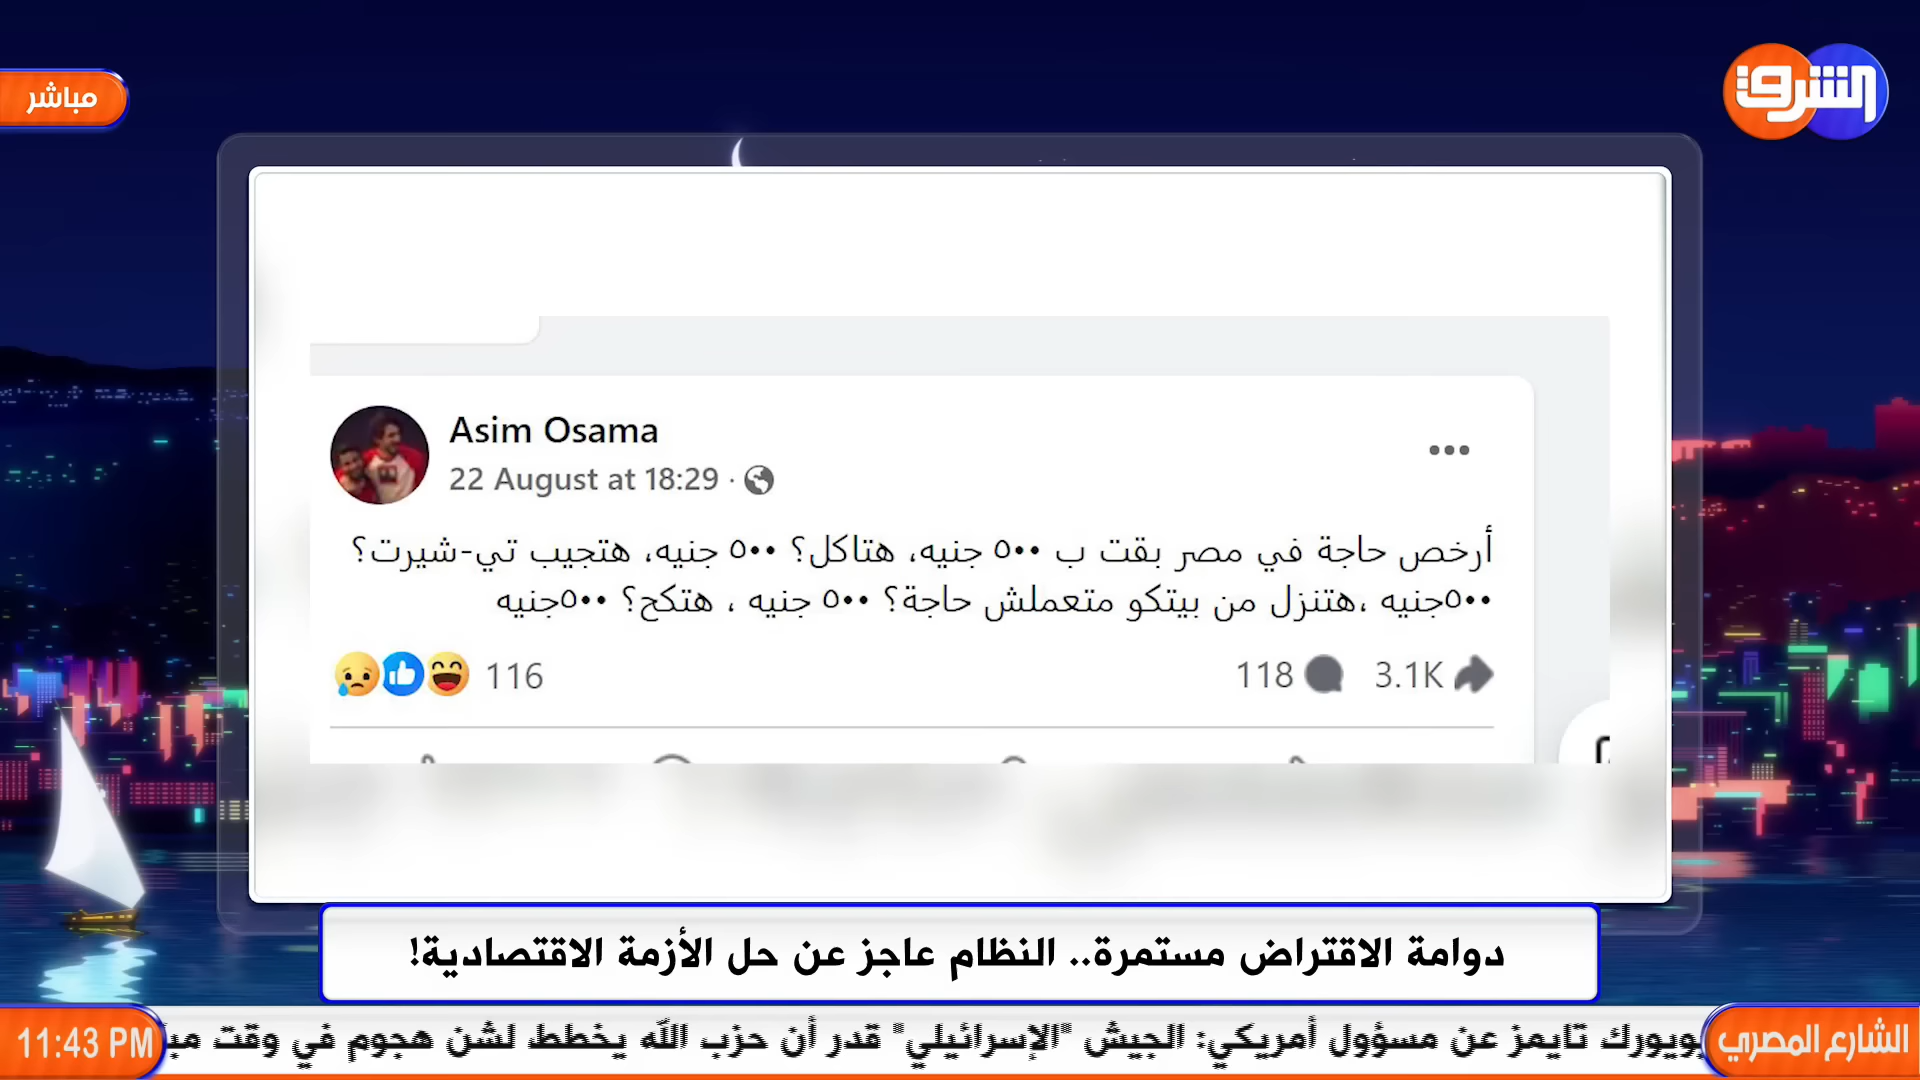 مباشر
الشرق
Asim Osama
22 August at 18:29 ·
أرخص حاجة في مصر بقت ب ٥٠٠ جنيه، هتاكل؟ ٥٠٠ جنيه، هتجيب تي-شيرت؟
٥٠٠جنيه ،هتنزل من بيتكو متعملش حاجة؟ ٥٠٠ جنيه ، هتكح؟ ٥٠٠جنيه
116
118
3.1K
دوامة الاقتراض مستمرة.. النظام عاجز عن حل الأزمة الاقتصادية!
الشارع المصري
يويورك تايمز عن مسؤول أمريكي: الجيش "الإسرائيلي" قدر أن حزب الله يخطط لشن هجوم في وقت
11:43 PM